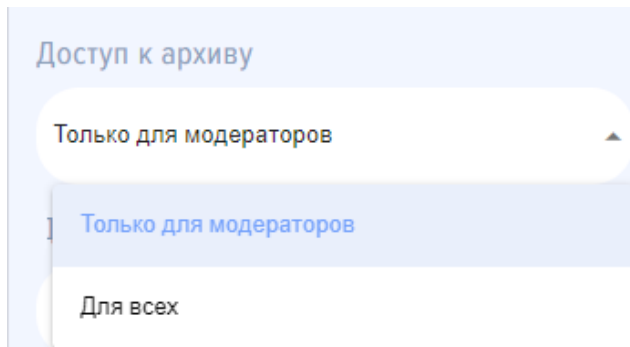 Доступ к архиву
Только для модераторов
Только для модераторов
Для всех